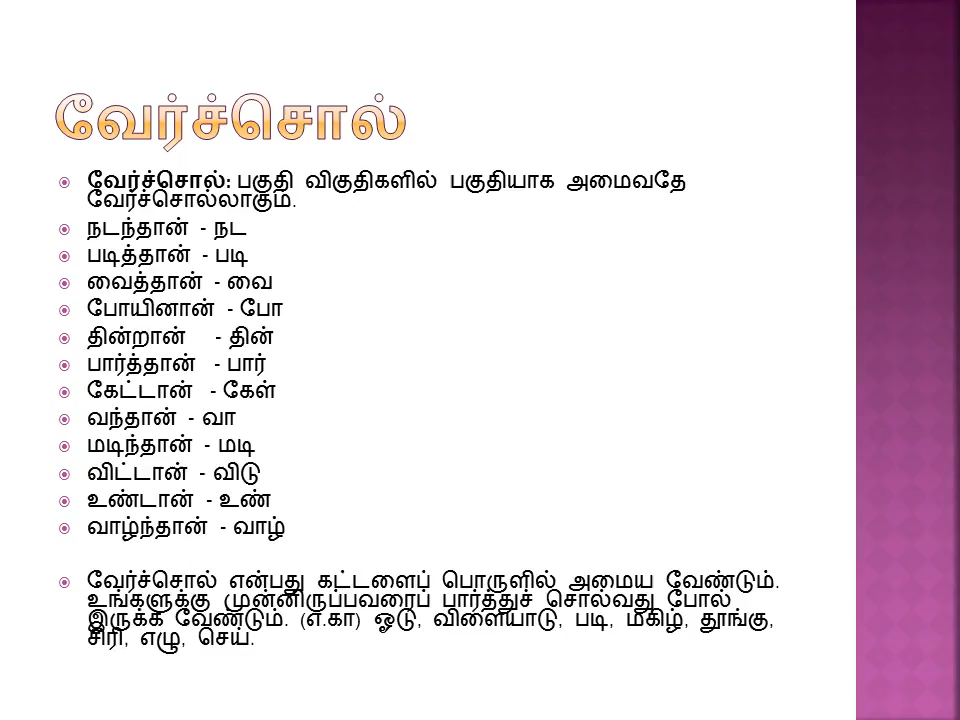 வேர்ச்சொல்
வேர்ச்சொல்: பகுதி விகுதிகளில் பகுதியாக அமைவதே
வேர்ச்சொல்லாகும்.
நடந்தான் - நட
படித்தான் - படி
வைத்தான் - வை
போயினான் - போ
தின்றான் - தின்
பார்த்தான் - பார்
கேட்டான் - கேள்
வந்தான் - வா
மடிந்தான் - மடி
விட்டான் - விடு
உண்டான் - உண்
வாழ்ந்தான் - வாழ்
வேர்ச்சொல் என்பது கட்டளைப் பொருளில் அமைய வேண்டும்.
உங்களுக்கு முன்னிருப்பவரைப் பார்த்துச் சொல்வது போல்
இருக்க வேண்டும். (எ.கா) ஓடு, விளையாடு, படி, மகிழ், தூங்கு,
சிரி, எழு, செய்.